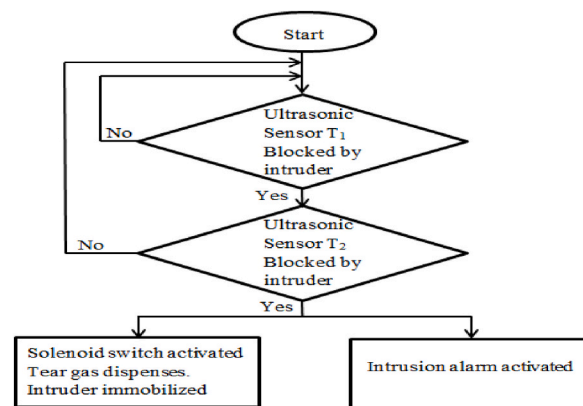 Start
Ultrasonic
Sensor T₁
Blocked by
intruder
No
Yes
Ultrasonic
Sensor T₂
Blocked by
intruder
No
Yes
Solenoid switch activated
Tear gas dispenses.
Intruder immobilized
Intrusion alarm activated